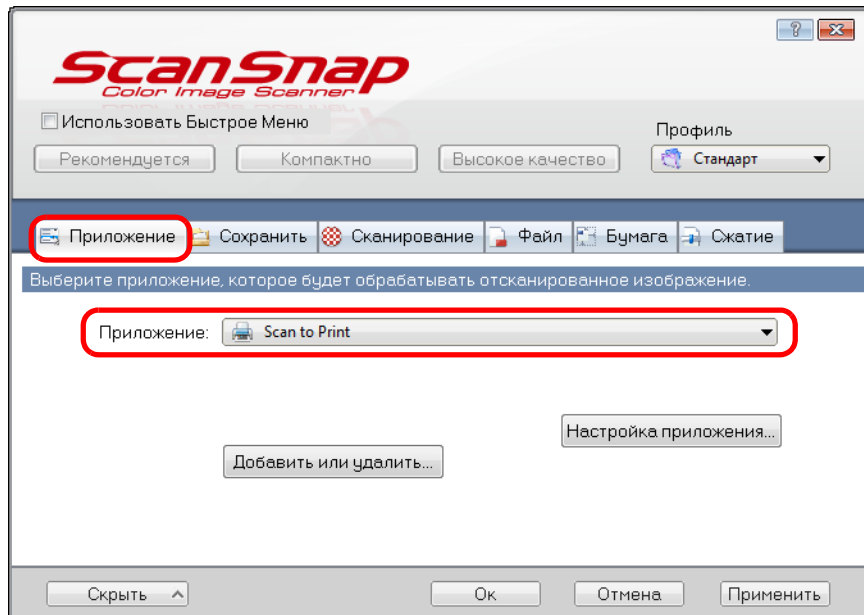 ScanSnap
Color Image Scanner
Использовать Быстрое Меню
Профиль
Рекомендуется Компактно Высокое качество Стандарт
Приложение Сохранить Сканирование Файл Бумага Сжатие
Выберите приложение, которое будет обрабатывать отсканированное изображение.
Приложение: Scan to Print
Настройка приложения...
Добавить или удалить...
Скрыть Ок Отмена Применить